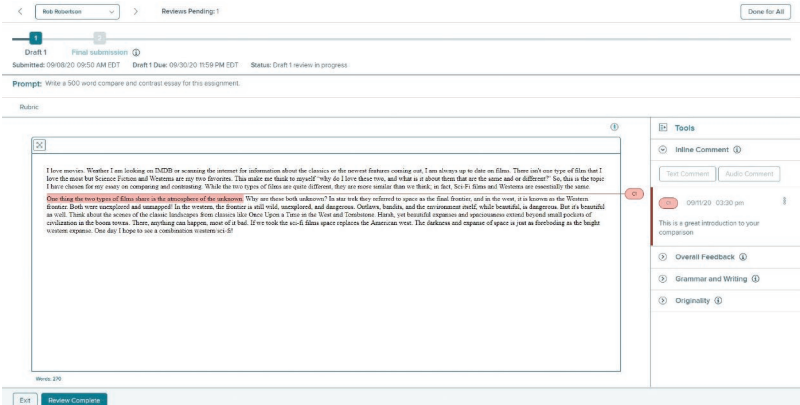 Rob Robertson
Reviews Pending: 1
Done for All
1
2
Draft 1
Final submission
Submitted: 09/08/20 09:50 AM EDT Draft 1 Due: 09/30/20 11:59 PM EDT Status: Draft 1 review in progress
Prompt: Write a 500 word compare and contrast essay for this assignment.
Rubric
Tools
Inline Comment
I love movies. Weather I am looking on IMDB or scanning the internet for information about the classics or the newest features coming out, I am always up to date on films. There isn't one type of film that I
love the most but Science Fiction and Westerns are my two favorites. This make me think to myself "why do I love these two, and what is it about them that are the same and or different?" So, this is the topic
I have chosen for my essay on comparing and contrasting. While the two types of films are quite different, they are more similar than we think; in fact, Sci-Fi films and Westerns are essentially the same.
One thing the two types of films share is the atmosphere of the unknown. Why are these both unknown? In star trek they referred to space as the final frontier, and in the west, it is known as the Western
frontier. Both were unexplored and unmapped! In the western, the frontier is still wild, unexplored, and dangerous. Outlaws, bandits, and the environment itself, while beautiful, is dangerous. But it's beautiful
as well. Think about the scenes of the classic landscapes from classics like Once Upon a Time in the West and Tombstone. Harsh, yet beautiful expanses and spaciousness extend beyond small pockets of
civilization in the boom towns. There, anything can happen, most of it bad. If we took the sci-fi films space replaces the American west. The darkness and expanse of space is just as foreboding as the bright
western expanse. One day I hope to see a combination western/sci-fi!
Text Comment
Audio Comment
09/11/20 03:30 pm
This is a great introduction to your
comparison
Overall Feedback
Grammar and Writing
Originality
Words: 270
Exit
Review Complete